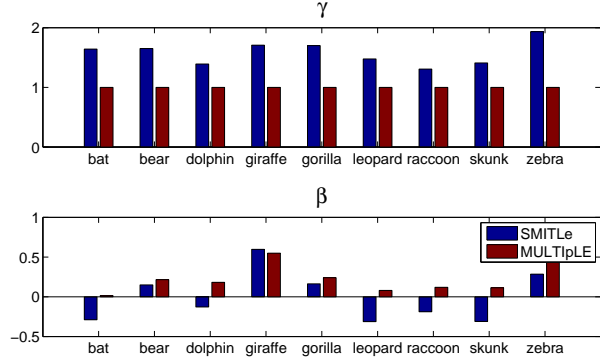 γ
2
1
0
bat bear dolphin giraffe gorilla leopard raccoon skunk zebra
β
1
0.5
0
−0.5
SMITLe
MULTIpLE
bat bear dolphin giraffe gorilla leopard raccoon skunk zebra